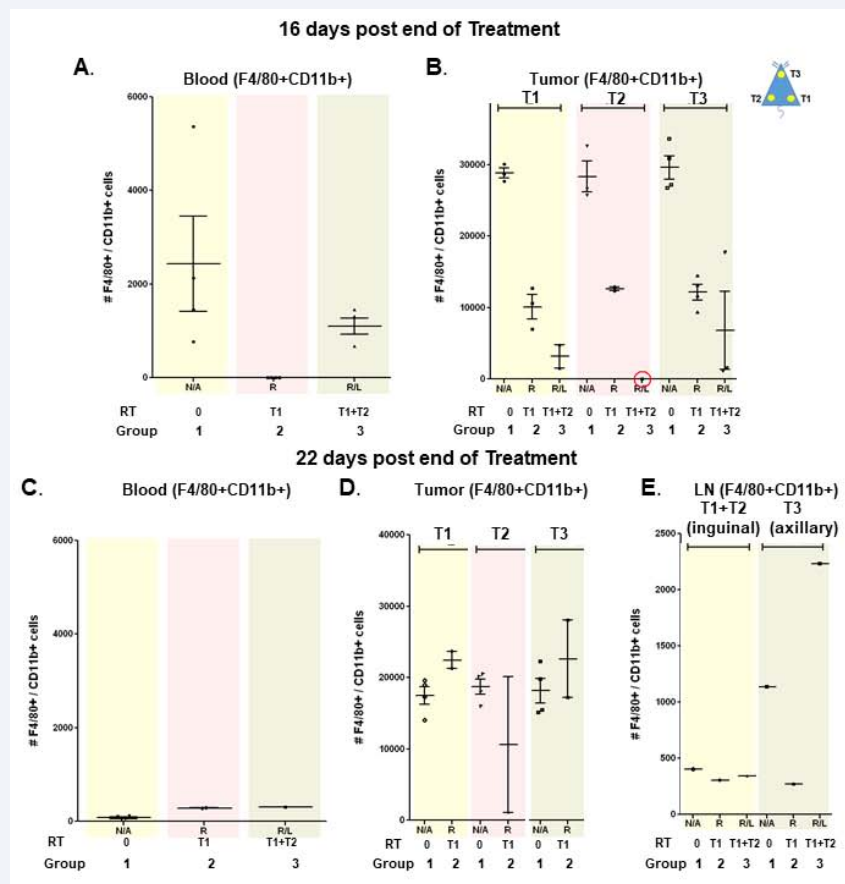 16 days post end of Treatment
A.
Blood (F4/80+CD11b+)
# F4/80+ / CD11b+ cells
6000
4000
2000
0
N/A R R/L
RT 0 T1 T1+T2
Group 1 2 3
B.
Tumor (F4/80+CD11b+)
T1 T2 T3
# F4/80+ / CD11b+ cells
30000
20000
10000
0
N/A R R/L N/A R R/L N/A R R/L
RT 0 T1 T1+T2 0 T1 T1+T2 0 T1 T1+T2
Group 1 2 3 1 2 3 1 2 3
T3
T2 T1
22 days post end of Treatment
C.
Blood (F4/80+CD11b+)
# F4/80+ / CD11b+ cells
6000
4000
2000
0
N/A R R/L
RT 0 T1 T1+T2
Group 1 2 3
D.
Tumor (F4/80+CD11b+)
T1 T2 T3
# F4/80+ / CD11b+ cells
40000
30000
20000
10000
0
N/A R N/A R N/A R
RT 0 T1 0 T1 0 T1
Group 1 2 1 2 1 2
E.
LN (F4/80+CD11b+)
T1+T2 T3
(inguinal) (axillary)
# F4/80+ / CD11b+ cells
2500
2000
1500
1000
500
0
N/A R R/L N/A R R/L
RT 0 T1 T1+T2 0 T1 T1+T2
Group 1 2 3 1 2 3